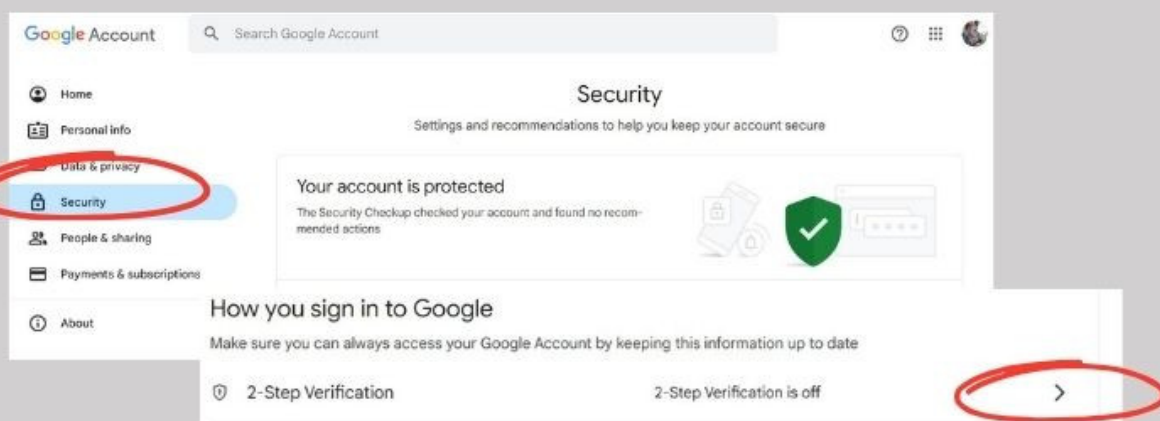 Google Account
Search Google Account
Home
Personal info
Data & privacy
Security
People & sharing
Payments & subscriptions
About
Security
Settings and recommendations to help you keep your account secure
Your account is protected
The Security Checkup checked your account and found no recom-
mended actions
How you sign in to Google
Make sure you can always access your Google Account by keeping this information up to date
2-Step Verification
2-Step Verification is off